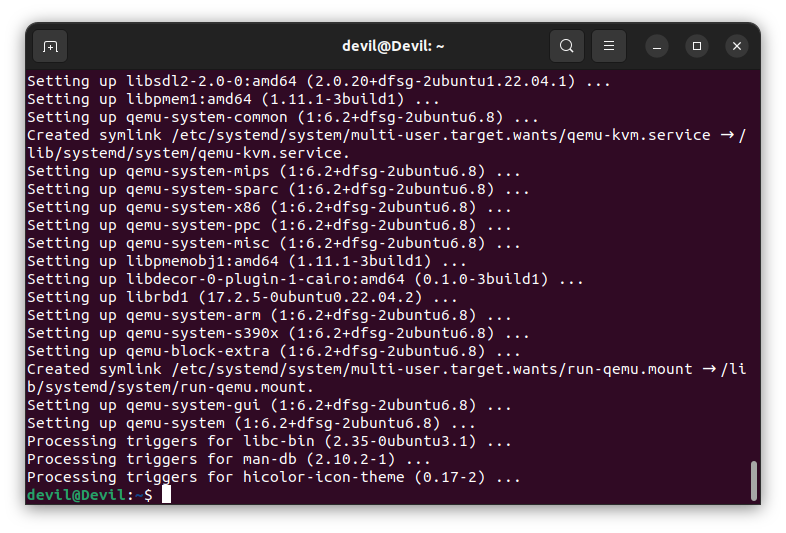 devil@Devil: ~
Setting up libsdl2-2.0-0:amd64 (2.0.20+dfsg-2ubuntu1.22.04.1) ...
Setting up libpmem1:amd64 (1.11.1-3build1) ...
Setting up qemu-system-common (1:6.2+dfsg-2ubuntu6.8) ...
Created symlink /etc/systemd/system/multi-user.target.wants/qemu-kvm.service → /
lib/systemd/system/qemu-kvm.service.
Setting up qemu-system-mips (1:6.2+dfsg-2ubuntu6.8) ...
Setting up qemu-system-sparc (1:6.2+dfsg-2ubuntu6.8) ...
Setting up qemu-system-x86 (1:6.2+dfsg-2ubuntu6.8) ...
Setting up qemu-system-ppc (1:6.2+dfsg-2ubuntu6.8) ...
Setting up qemu-system-misc (1:6.2+dfsg-2ubuntu6.8) ...
Setting up libpmemobj1:amd64 (1.11.1-3build1) ...
Setting up libdecor-0-plugin-1-cairo:amd64 (0.1.0-3build1) ...
Setting up librbd1 (17.2.5-0ubuntu0.22.04.2) ...
Setting up qemu-system-arm (1:6.2+dfsg-2ubuntu6.8) ...
Setting up qemu-system-s390x (1:6.2+dfsg-2ubuntu6.8) ...
Setting up qemu-block-extra (1:6.2+dfsg-2ubuntu6.8) ...
Created symlink /etc/systemd/system/multi-user.target.wants/run-qemu.mount → /li
b/systemd/system/run-qemu.mount.
Setting up qemu-system-gui (1:6.2+dfsg-2ubuntu6.8) ...
Setting up qemu-system (1:6.2+dfsg-2ubuntu6.8) ...
Processing triggers for libc-bin (2.35-0ubuntu3.1) ...
Processing triggers for man-db (2.10.2-1) ...
Processing triggers for hicolor-icon-theme (0.17-2) ...
devil@Devil:~$